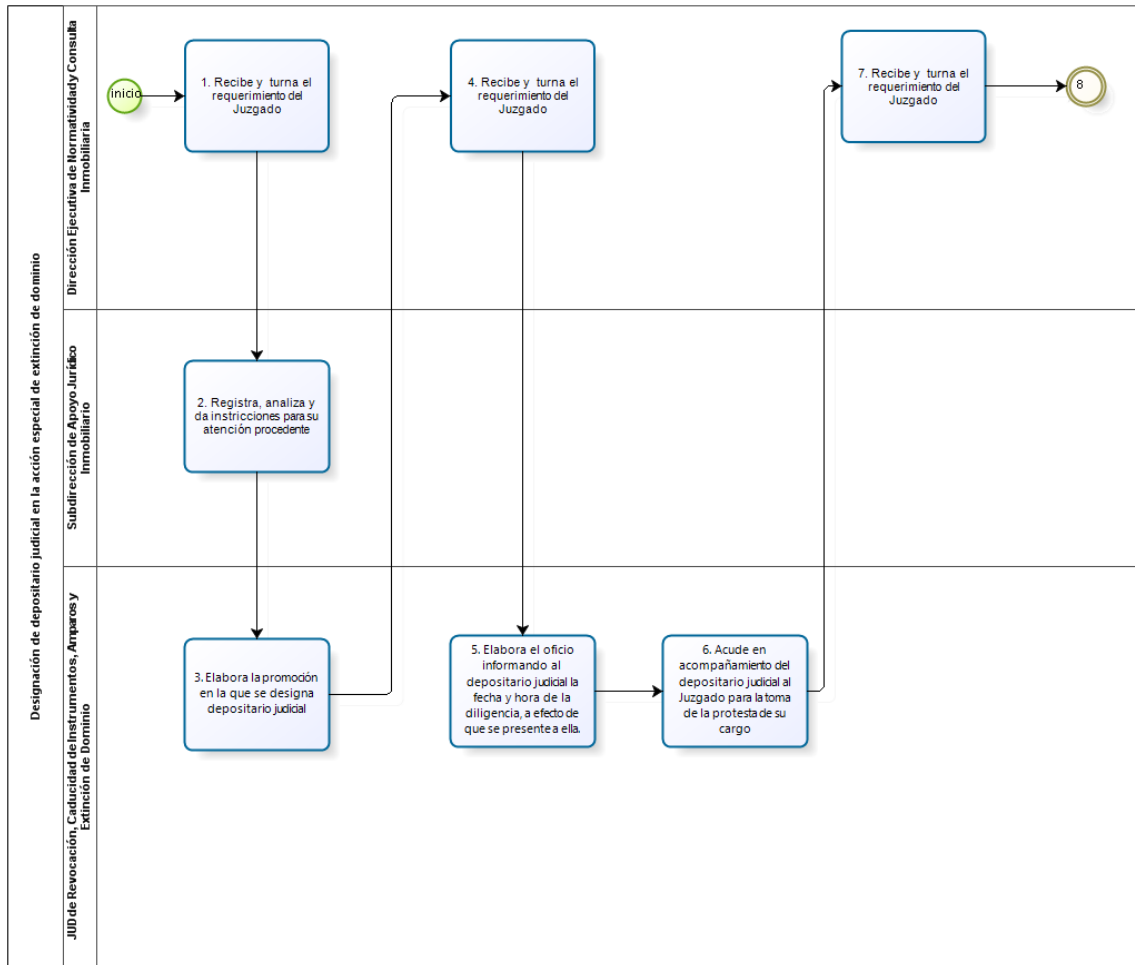 Designación de depositario judicial en la acción especial de extinción de dominio
Dirección Ejecutiva de Normatividad y Consulta
Inmobiliaria
inicio
1. Recibe y turna el
requerimiento del
Juzgado
4. Recibe y turna el
requerimiento del
Juzgado
7. Recibe y turna el
requerimiento del
Juzgado
8
Subdirección de Apoyo Jurídico
Inmobiliario
2. Registra, analiza y
da instricciones para su
atención procedente
JUD de Revocación, Caducidad de Instrumentos, Amparos y
Extinción de Dominio
3. Elabora la promoción
en la que se designa
depositario judicial
5. Elabora el oficio
informando al
depositario judicial la
fecha y hora de la
diligencia, a efecto de
que se presente a ella.
6. Acude en
acompañamiento del
depositario judicial al
Juzgado para la toma
de la protesta de su
cargo